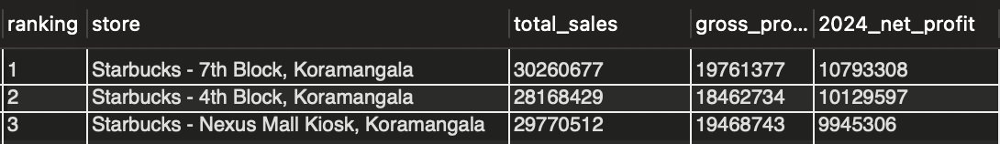 ranking store total_sales gross_pro... 2024_net_profit
1 Starbucks - 7th Block, Koramangala 30260677 19761377 10793308
2 Starbucks - 4th Block, Koramangala 28168429 18462734 10129597
3 Starbucks - Nexus Mall Kiosk, Koramangala 29770512 19468743 9945306